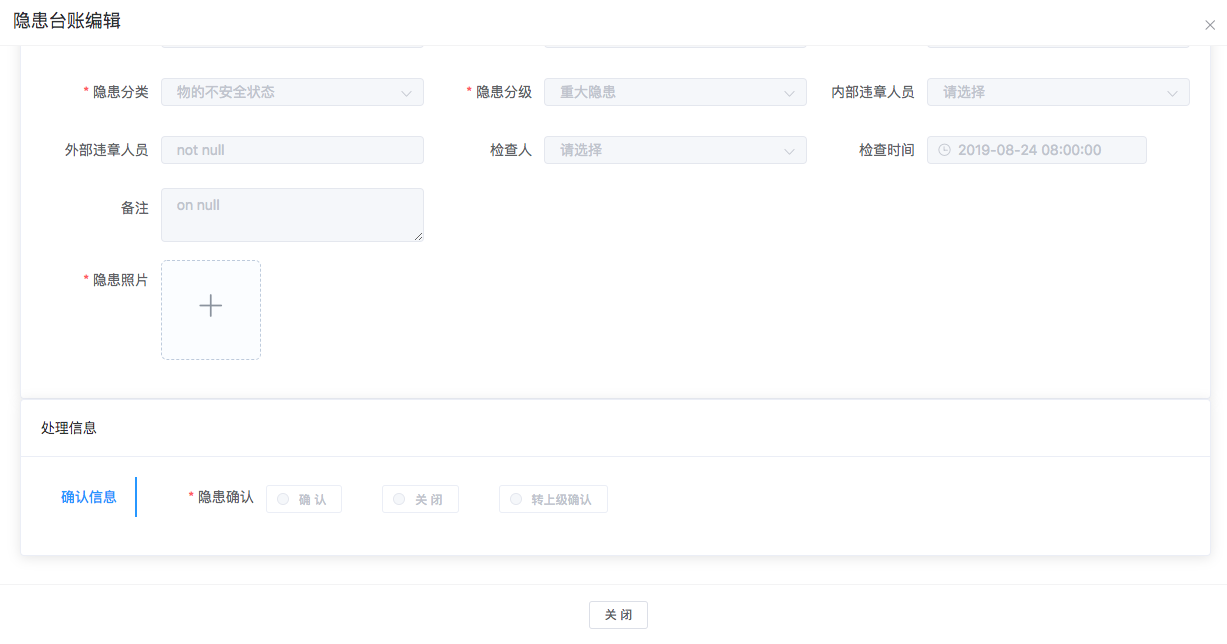 隐患台账编辑
* 隐患分类 物的不安全状态 * 隐患分级 重大隐患 内部违章人员 请选择
外部违章人员 not null 检查人 请选择 检查时间 2019-08-24 08:00:00
备注 on null
* 隐患照片
处理信息
确认信息 * 隐患确认 确认 关闭 转上级确认
关闭